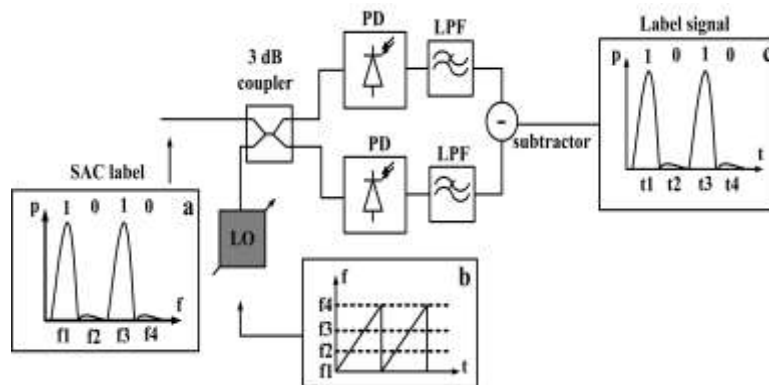 PD
LPF
3 dB
coupler
Label signal
p 1 0 1 0 c
t
t1 t2 t3 t4
-
subtractor
PD
LPF
SAC label
p 1 0 1 0 a
f
f1 f2 f3 f4
LO
b
f
f4
f3
f2
f1
t